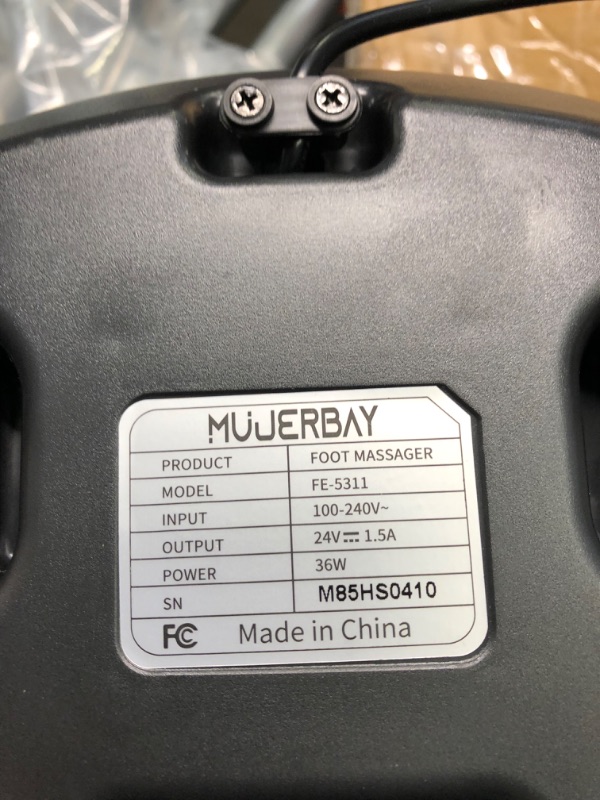 MUJERBAY
PRODUCT FOOT MASSAGER
MODEL FE-5311
INPUT 100-240V~
OUTPUT 24V⎓1.5A
POWER 36W
SN M85HS0410
FC Made in China